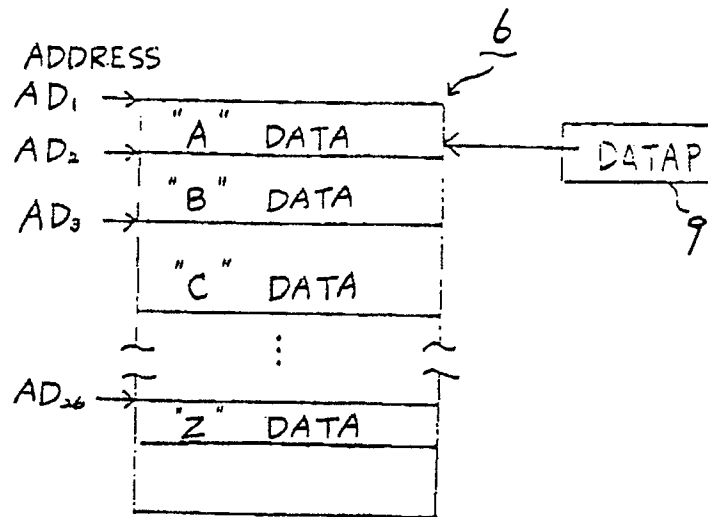 6
ADDRESS
AD₁
"A" DATA
DATAP
AD₂
9
"B" DATA
AD₃
"C" DATA
AD₂₆
"Z" DATA